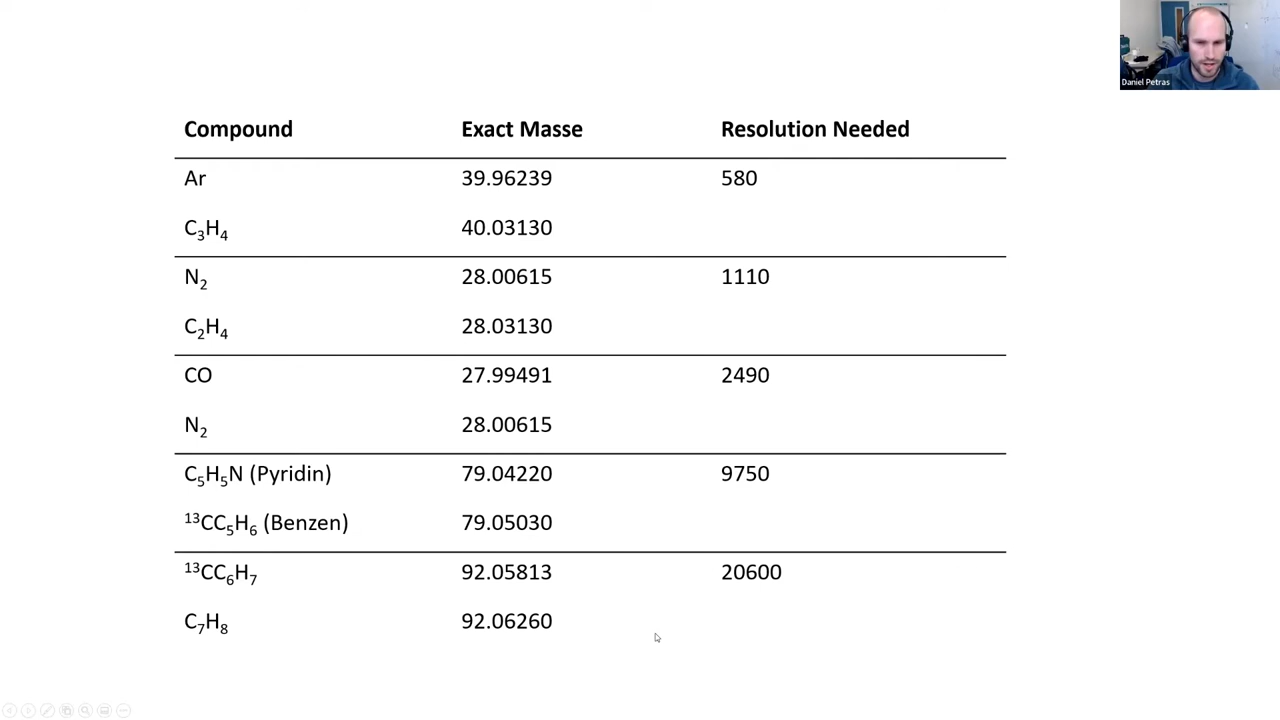 Daniel Petras
Compound Exact Masse Resolution Needed
Ar 39.96239 580
C₃H₄ 40.03130
N₂ 28.00615 1110
C₂H₄ 28.03130
CO 27.99491 2490
N₂ 28.00615
C₅H₅N (Pyridin) 79.04220 9750
¹³CC₅H₆ (Benzen) 79.05030
¹³CC₆H₇ 92.05813 20600
C₇H₈ 92.06260